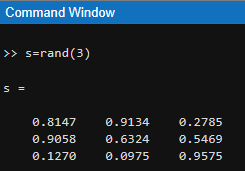 Command Window
>> s=rand(3)
s =
0.8147 0.9134 0.2785
0.9058 0.6324 0.5469
0.1270 0.0975 0.9575